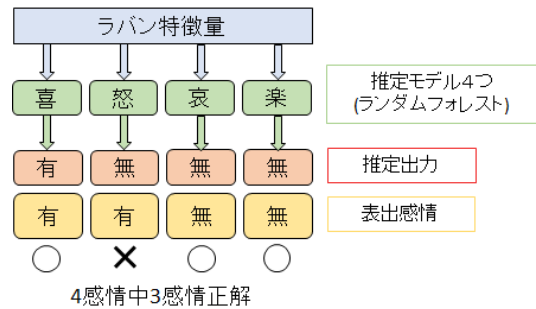 ラバン特徴量
喜 怒 哀 楽
推定モデル４つ
(ランダムフォレスト)
有 無 無 無
推定出力
有 有 無 無
表出感情
○ × ○ ○
4感情中3感情正解